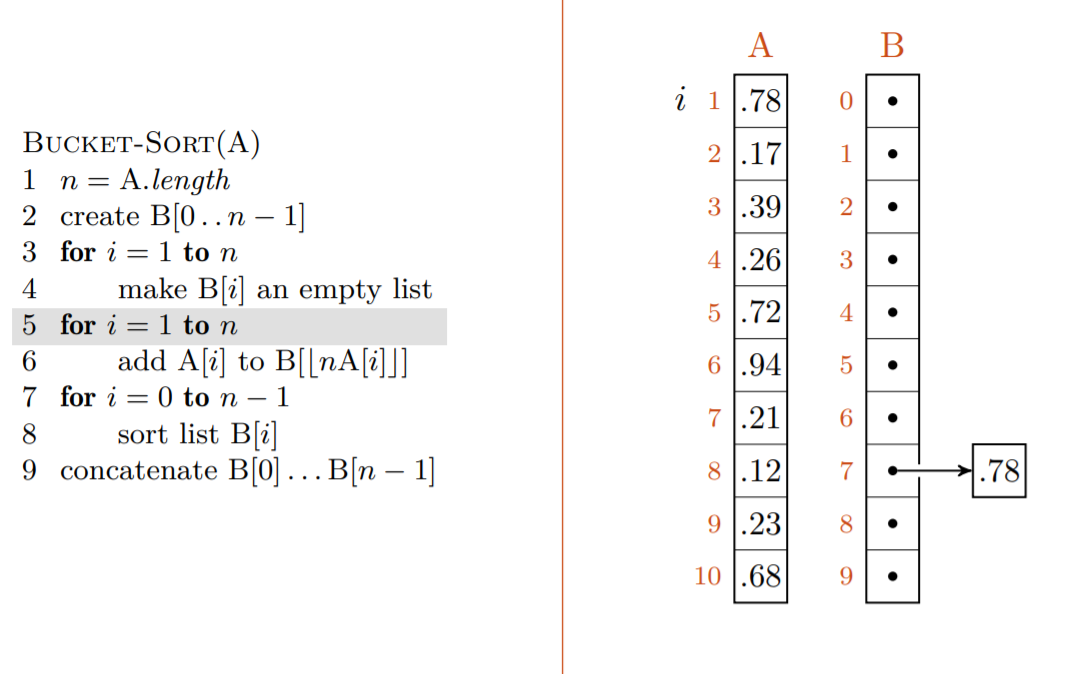 BUCKET-SORT(A)
1 n = A.length
2 create B[0..n − 1]
3 for i = 1 to n
4 make B[i] an empty list
5 for i = 1 to n
6 add A[i] to B[⌊nA[i]⌋]
7 for i = 0 to n − 1
8 sort list B[i]
9 concatenate B[0]...B[n − 1]
A B
i 1 .78 0
2 .17 1
3 .39 2
4 .26 3
5 .72 4
6 .94 5
7 .21 6
8 .12 7 .78
9 .23 8
10 .68 9